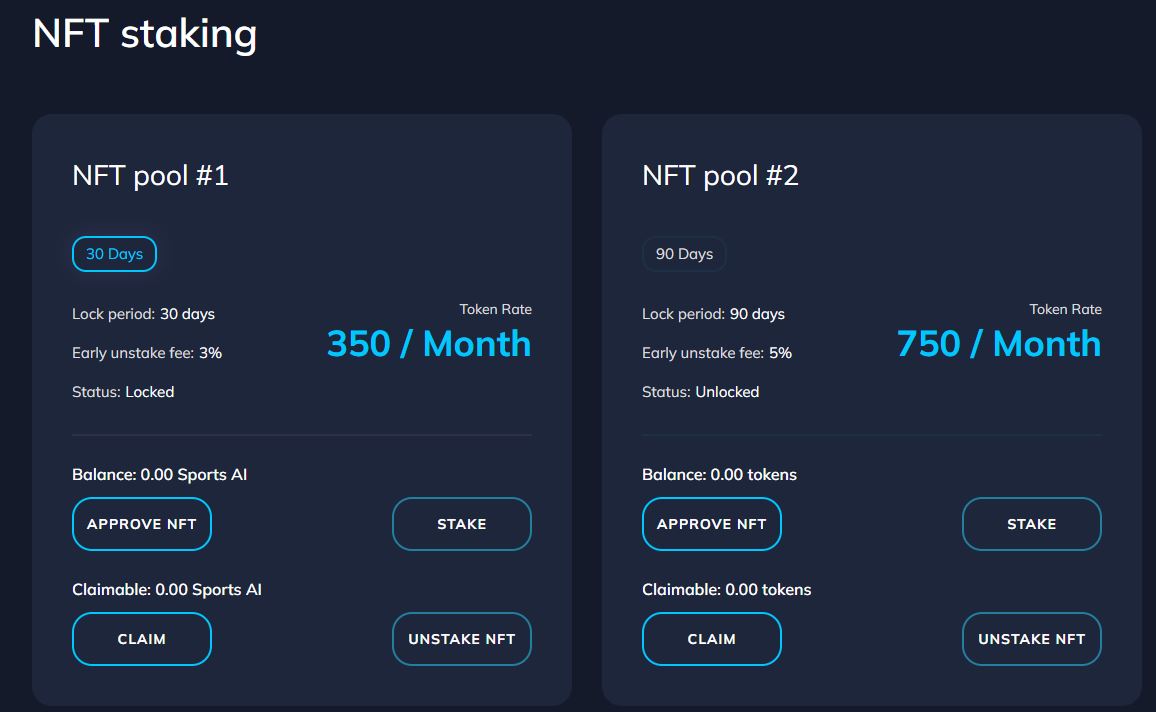 NFT staking
NFT pool #1
30 Days
Lock period: 30 days
Early unstake fee: 3%
Status: Locked
Token Rate
350 / Month
Balance: 0.00 Sports AI
APPROVE NFT
STAKE
Claimable: 0.00 Sports AI
CLAIM
UNSTAKE NFT
NFT pool #2
90 Days
Lock period: 90 days
Early unstake fee: 5%
Status: Unlocked
Token Rate
750 / Month
Balance: 0.00 tokens
APPROVE NFT
STAKE
Claimable: 0.00 tokens
CLAIM
UNSTAKE NFT